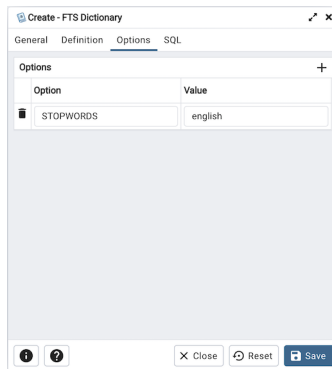 Create - FTS Dictionary
General Definition Options SQL
Options
Option Value
STOPWORDS english
Close Reset Save